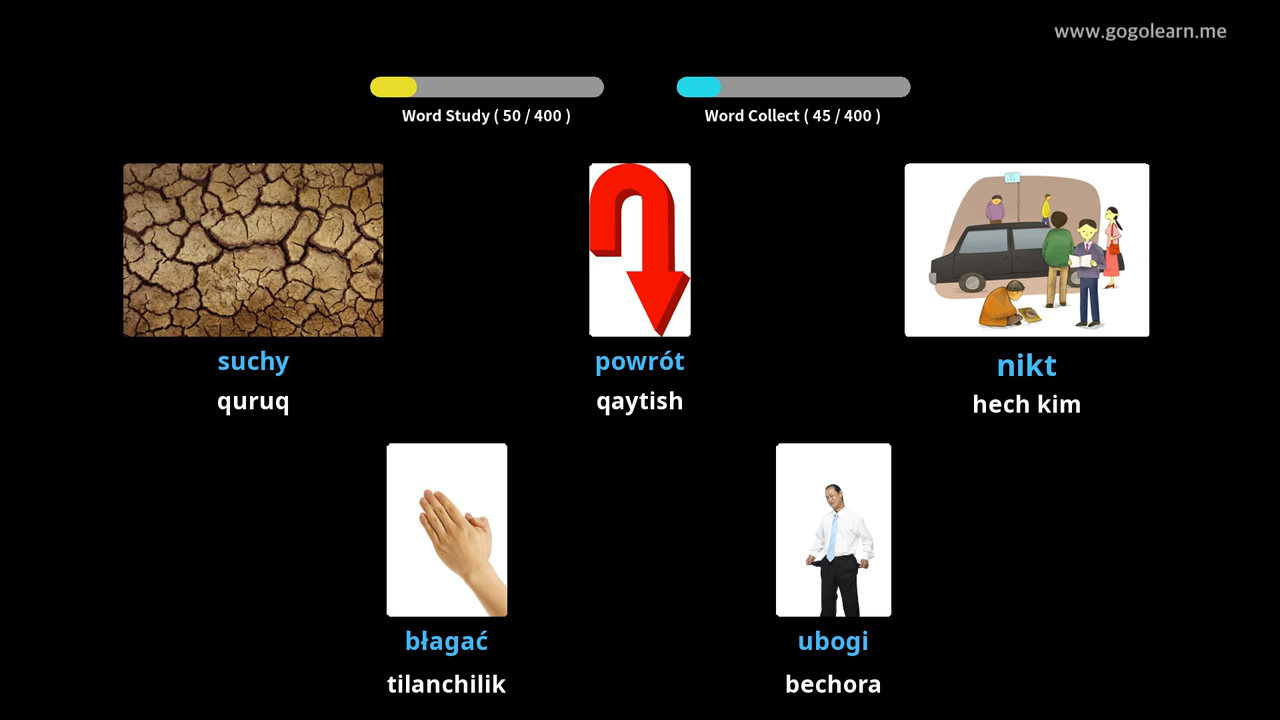 www.gogolearn.me
Word Study ( 50 / 400 )
Word Collect ( 45 / 400 )
suchy
quruq
powrót
qaytish
nikt
hech kim
błagać
tilanchilik
ubogi
bechora